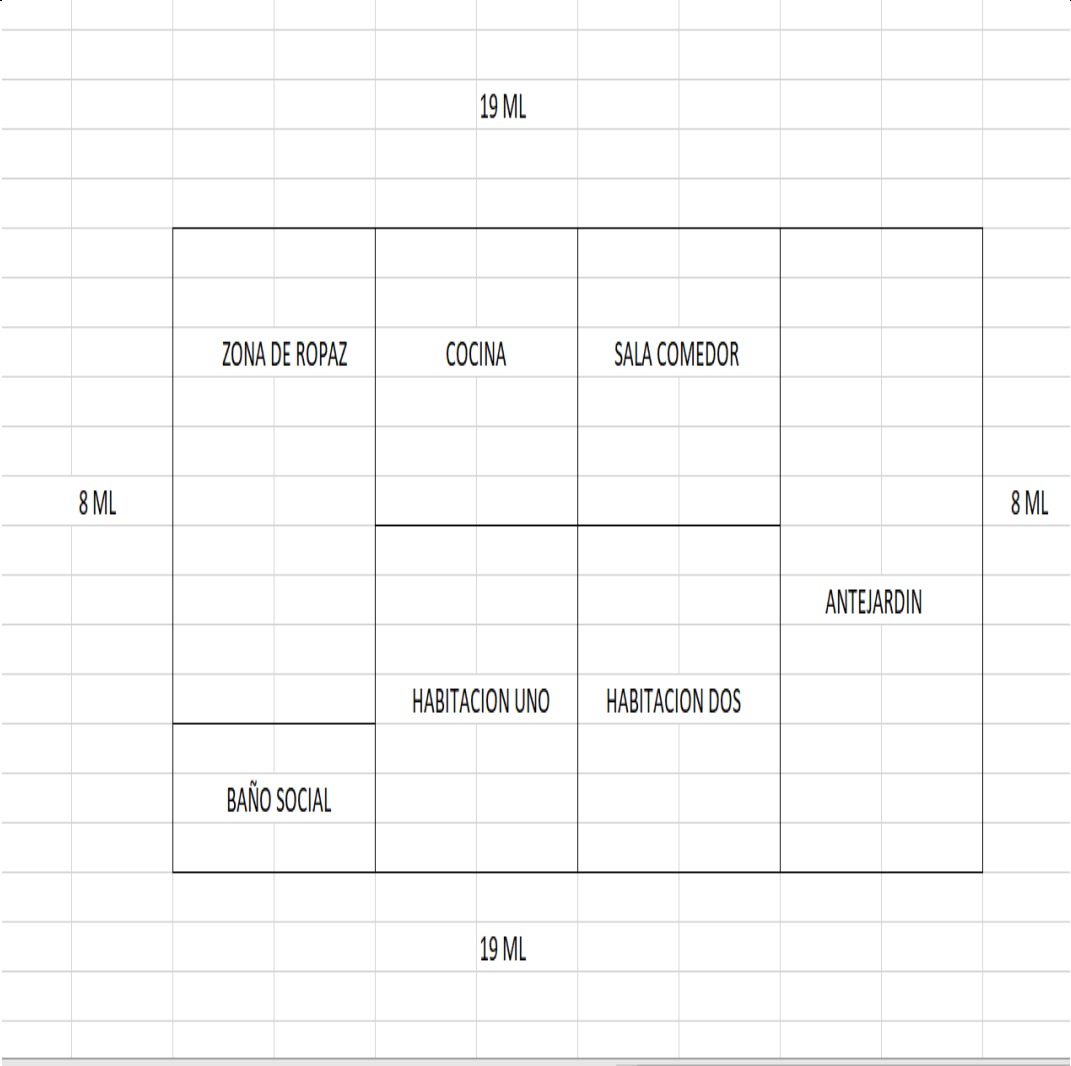 19 ML
ZONA DE ROPAZ
COCINA
SALA COMEDOR
8 ML
8 ML
ANTEJARDIN
HABITACION UNO
HABITACION DOS
BAÑO SOCIAL
19 ML